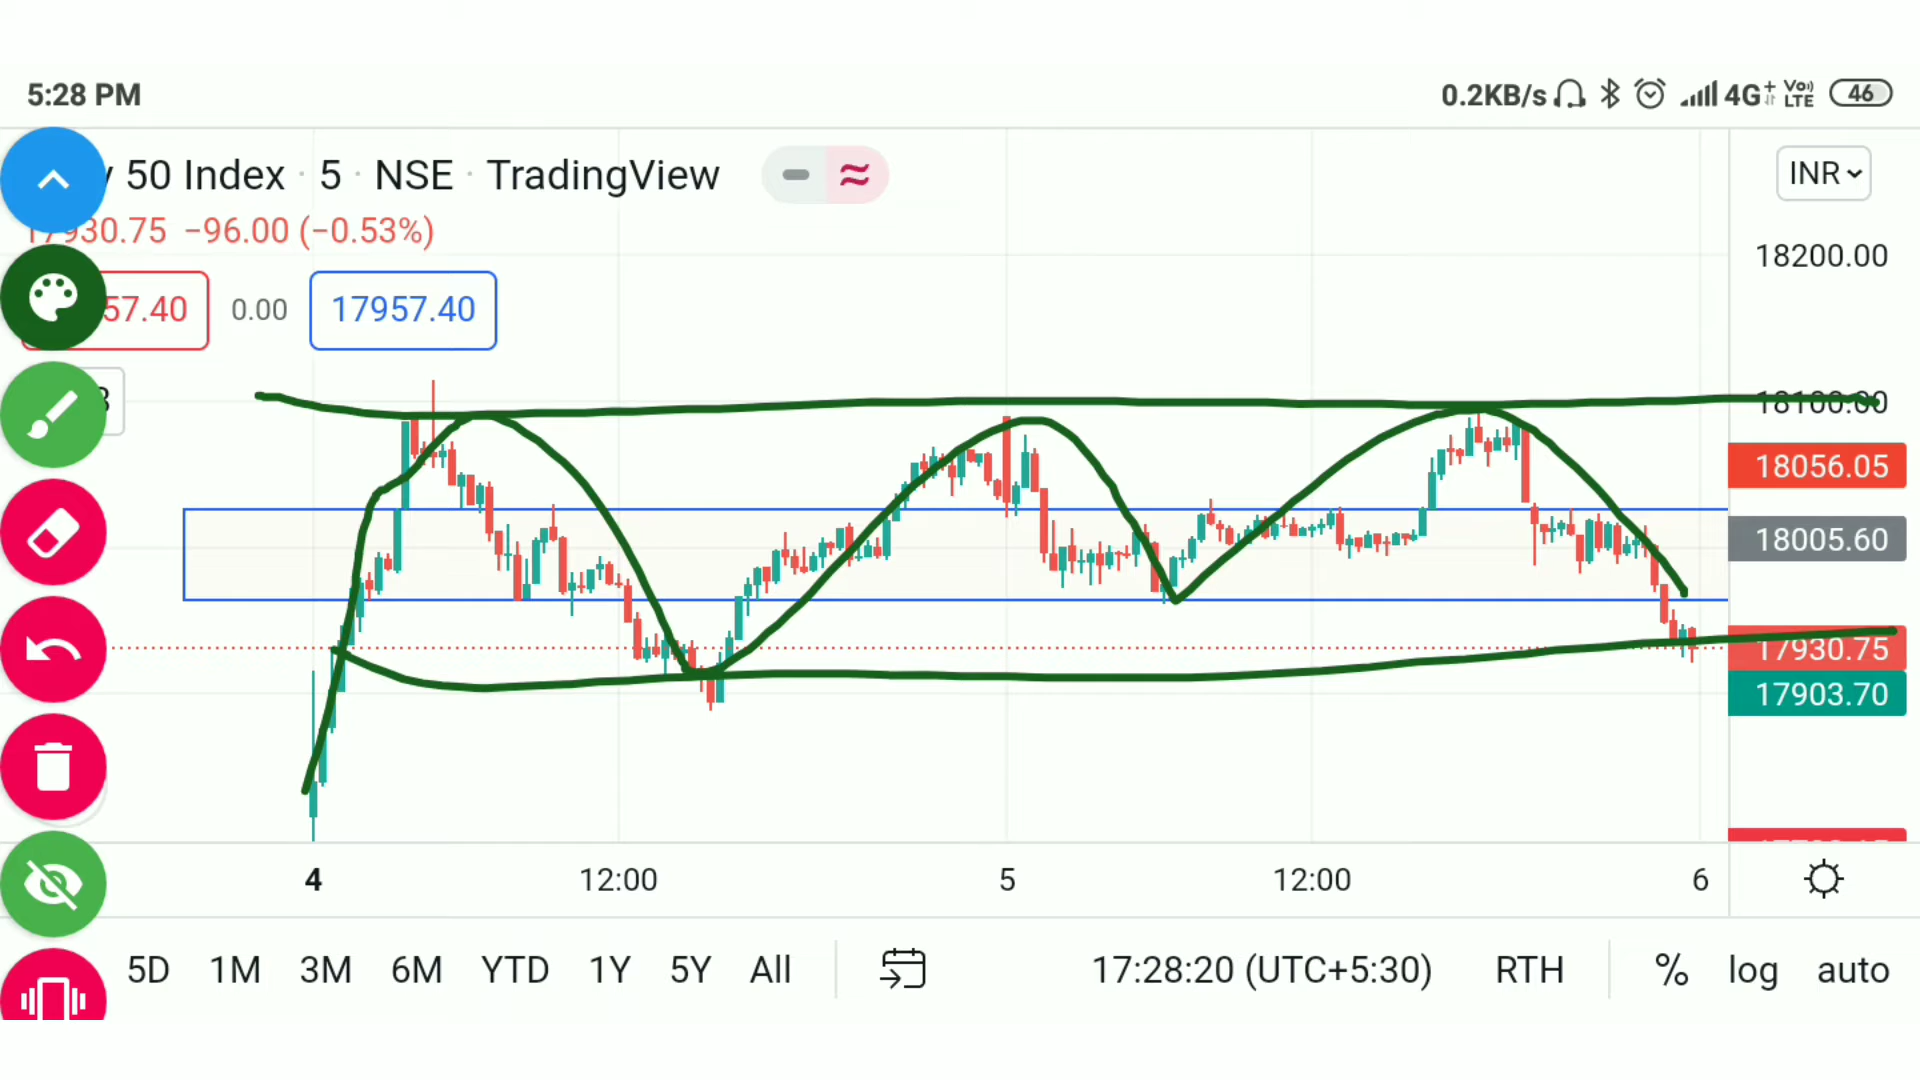 5:28 PM 0.2KB/s 4G+ Vo) LTE 46
50 Index · 5 · NSE · TradingView INR
17930.75 −96.00 (−0.53%)
18200.00
57.40 0.00 17957.40
18100.00
18056.05
18005.60
17930.75
17903.70
4 12:00 5 12:00 6
5D 1M 3M 6M YTD 1Y 5Y All 17:28:20 (UTC+5:30) RTH % log auto